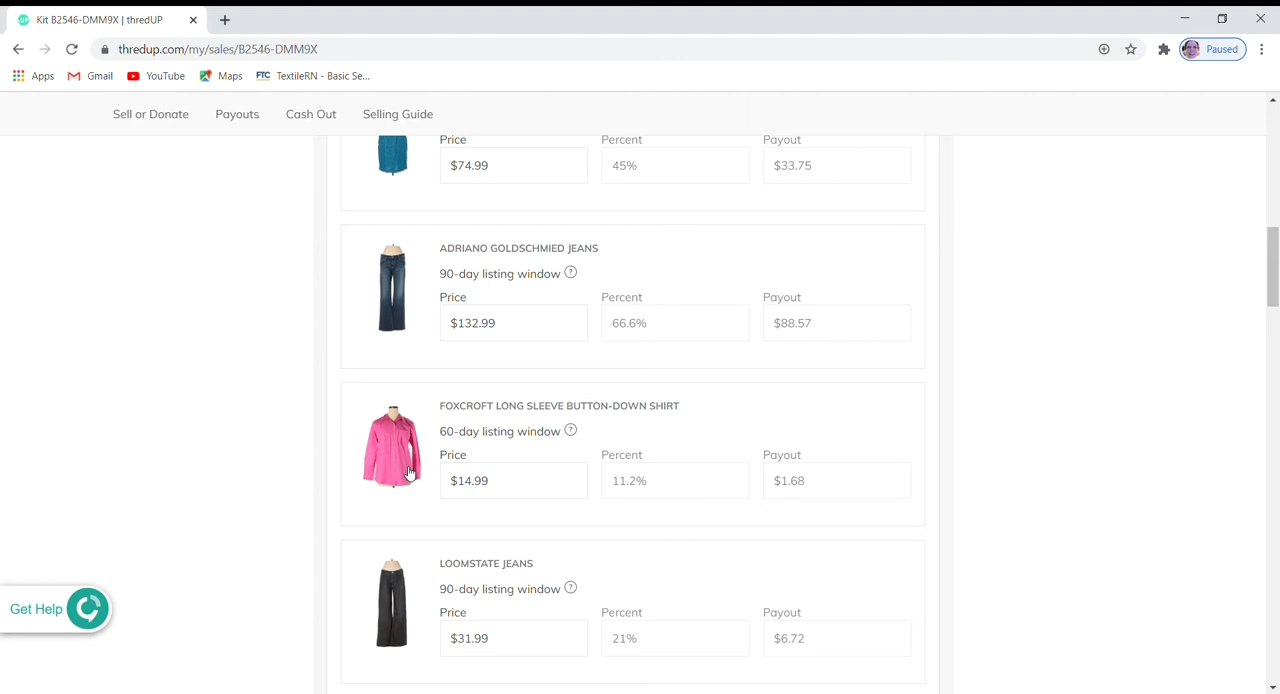 Kit B2546-DMM9X | thredUP
thredup.com/my/sales/B2546-DMM9X
Paused
Apps Gmail YouTube Maps FTC TextileRN - Basic Se...
Sell or Donate Payouts Cash Out Selling Guide
Price Percent Payout
$74.99 45% $33.75
ADRIANO GOLDSCHMIED JEANS
90-day listing window ?
Price Percent Payout
$132.99 66.6% $88.57
FOXCROFT LONG SLEEVE BUTTON-DOWN SHIRT
60-day listing window ?
Price Percent Payout
$14.99 11.2% $1.68
LOOMSTATE JEANS
90-day listing window ?
Price Percent Payout
$31.99 21% $6.72
Get Help